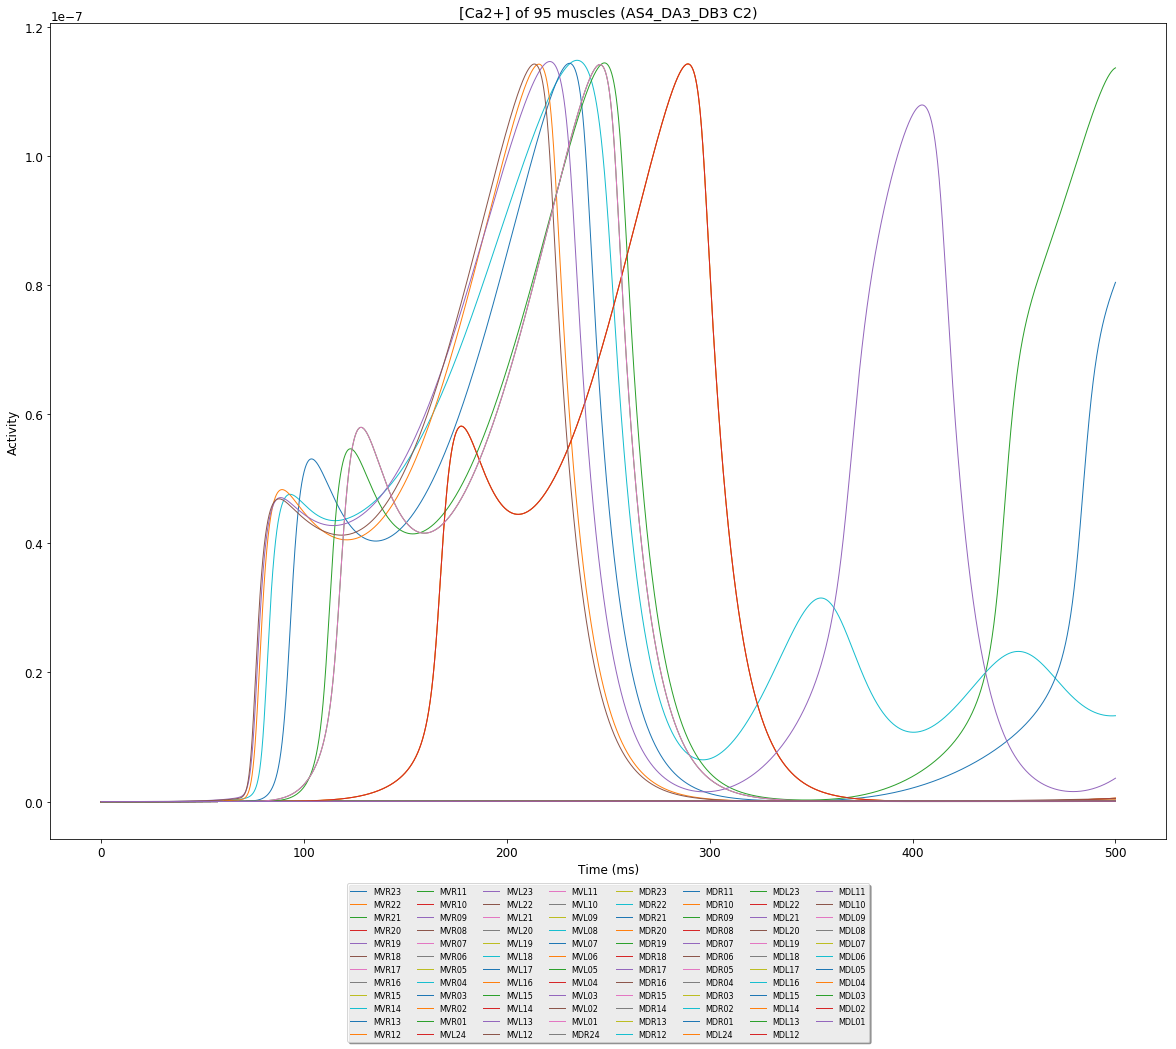 [Ca2+] of 95 muscles (AS4_DA3_DB3 C2)
1e−7
1.2
1.0
0.8
0.6
0.4
0.2
0.0
Activity
0 100 200 300 400 500
Time (ms)
MVR23 MVR11 MVL23 MVL11 MDR23 MDR11 MDL23 MDL11
MVR22 MVR10 MVL22 MVL10 MDR22 MDR10 MDL22 MDL10
MVR21 MVR09 MVL21 MVL09 MDR21 MDR09 MDL21 MDL09
MVR20 MVR08 MVL20 MVL08 MDR20 MDR08 MDL20 MDL08
MVR19 MVR07 MVL19 MVL07 MDR19 MDR07 MDL19 MDL07
MVR18 MVR06 MVL18 MVL06 MDR18 MDR06 MDL18 MDL06
MVR17 MVR05 MVL17 MVL05 MDR17 MDR05 MDL17 MDL05
MVR16 MVR04 MVL16 MVL04 MDR16 MDR04 MDL16 MDL04
MVR15 MVR03 MVL15 MVL03 MDR15 MDR03 MDL15 MDL03
MVR14 MVR02 MVL14 MVL02 MDR14 MDR02 MDL14 MDL02
MVR13 MVR01 MVL13 MVL01 MDR13 MDR01 MDL13 MDL01
MVR12 MVL24 MVL12 MDR24 MDR12 MDL24 MDL12